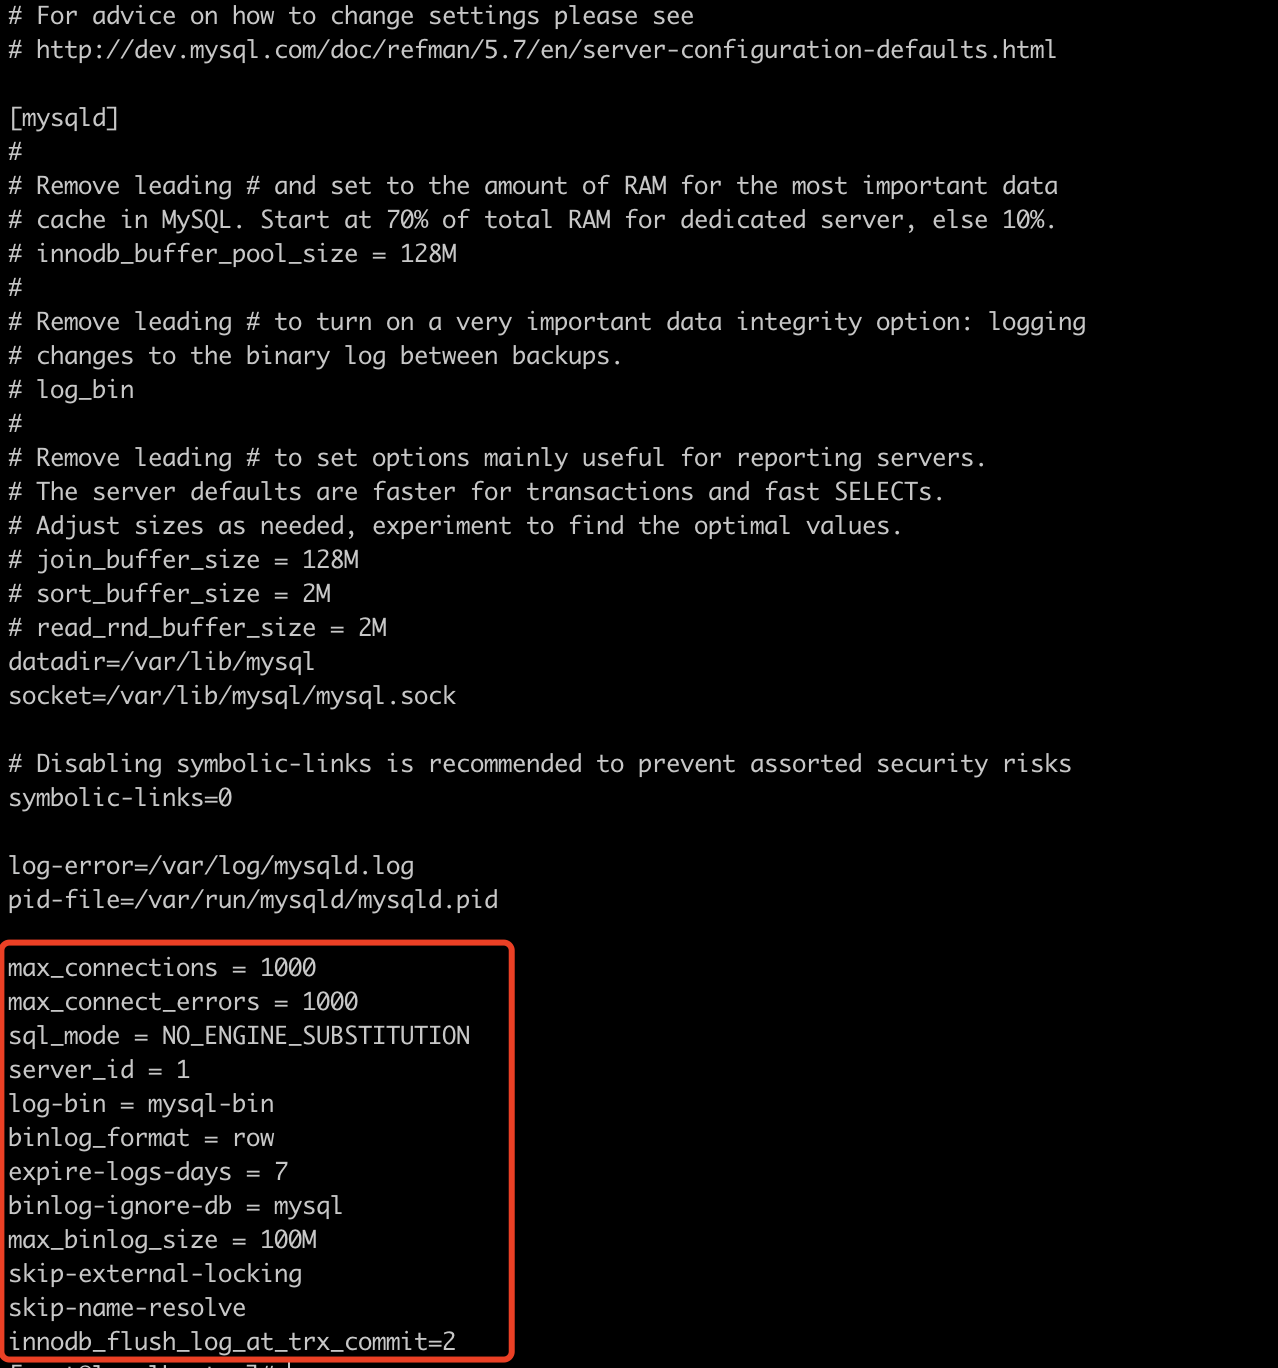 # For advice on how to change settings please see
# http://dev.mysql.com/doc/refman/5.7/en/server-configuration-defaults.html
[mysqld]
#
# Remove leading # and set to the amount of RAM for the most important data
# cache in MySQL. Start at 70% of total RAM for dedicated server, else 10%.
# innodb_buffer_pool_size = 128M
#
# Remove leading # to turn on a very important data integrity option: logging
# changes to the binary log between backups.
# log_bin
#
# Remove leading # to set options mainly useful for reporting servers.
# The server defaults are faster for transactions and fast SELECTs.
# Adjust sizes as needed, experiment to find the optimal values.
# join_buffer_size = 128M
# sort_buffer_size = 2M
# read_rnd_buffer_size = 2M
datadir=/var/lib/mysql
socket=/var/lib/mysql/mysql.sock
# Disabling symbolic-links is recommended to prevent assorted security risks
symbolic-links=0
log-error=/var/log/mysqld.log
pid-file=/var/run/mysqld/mysqld.pid
max_connections = 1000
max_connect_errors = 1000
sql_mode = NO_ENGINE_SUBSTITUTION
server_id = 1
log-bin = mysql-bin
binlog_format = row
expire-logs-days = 7
binlog-ignore-db = mysql
max_binlog_size = 100M
skip-external-locking
skip-name-resolve
innodb_flush_log_at_trx_commit=2